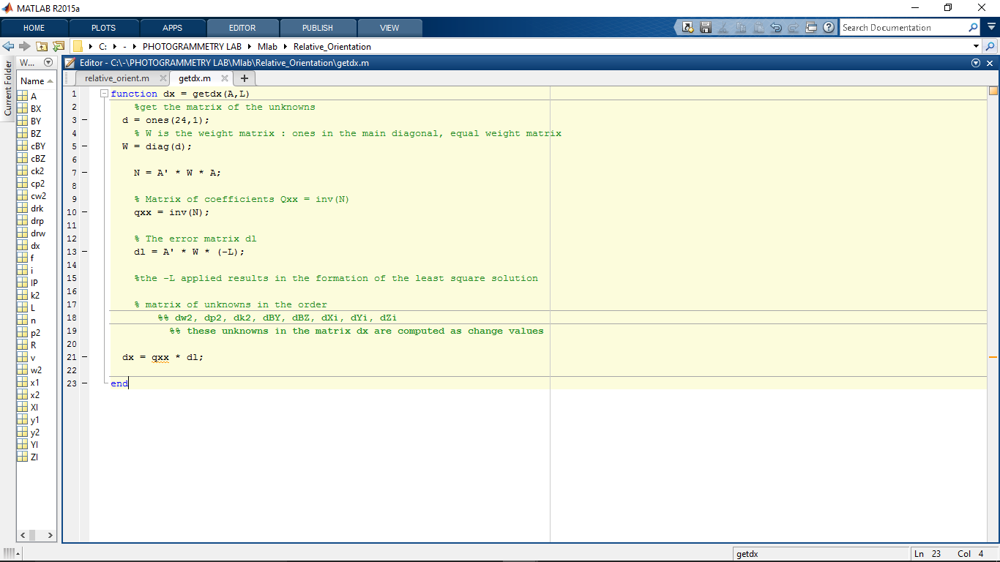 MATLAB R2015a
HOME PLOTS APPS EDITOR PUBLISH VIEW Search Documentation
C: - PHOTOGRAMMETRY LAB Mlab Relative_Orientation
Current Folder
W...
Editor - C:\-\PHOTOGRAMMETRY LAB\Mlab\Relative_Orientation\getdx.m
Name
relative_orient.m getdx.m
A
BX
BY
BZ
cBY
cBZ
ck2
cp2
cw2
drk
drp
drw
dx
f
i
IP
k2
L
n
p2
R
v
w2
x1
x2
XI
y1
y2
YI
ZI
1 function dx = getdx(A,L)
2 %get the matrix of the unknowns
3 d = ones(24,1);
4 % W is the weight matrix : ones in the main diagonal, equal weight matrix
5 W = diag(d);
6
7 N = A' * W * A;
8
9 % Matrix of coefficients Qxx = inv(N)
10 qxx = inv(N);
11
12 % The error matrix dl
13 dl = A' * W * (-L);
14
15 %the -L applied results in the formation of the least square solution
16
17 % matrix of unknowns in the order
18 %% dw2, dp2, dk2, dBY, dBZ, dXi, dYi, dZi
19 %% these unknowns in the matrix dx are computed as change values
20
21 dx = qxx * dl;
22
23 end
getdx Ln 23 Col 4